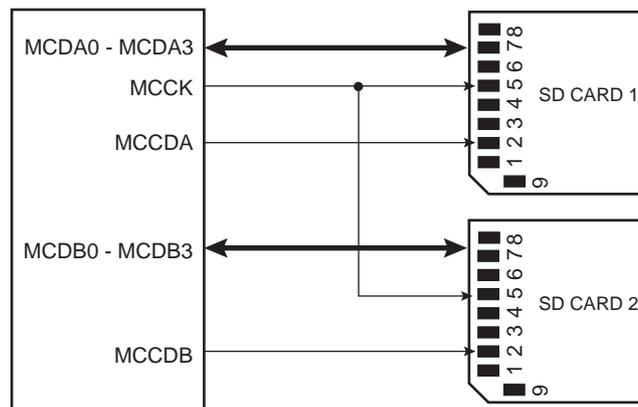 MCDA0 - MCDA3
MCCK
MCCDA
MCDB0 - MCDB3
MCCDB
8
7
6
5
4
3
2
1
9
SD CARD 1
8
7
6
5
4
3
2
1
9
SD CARD 2